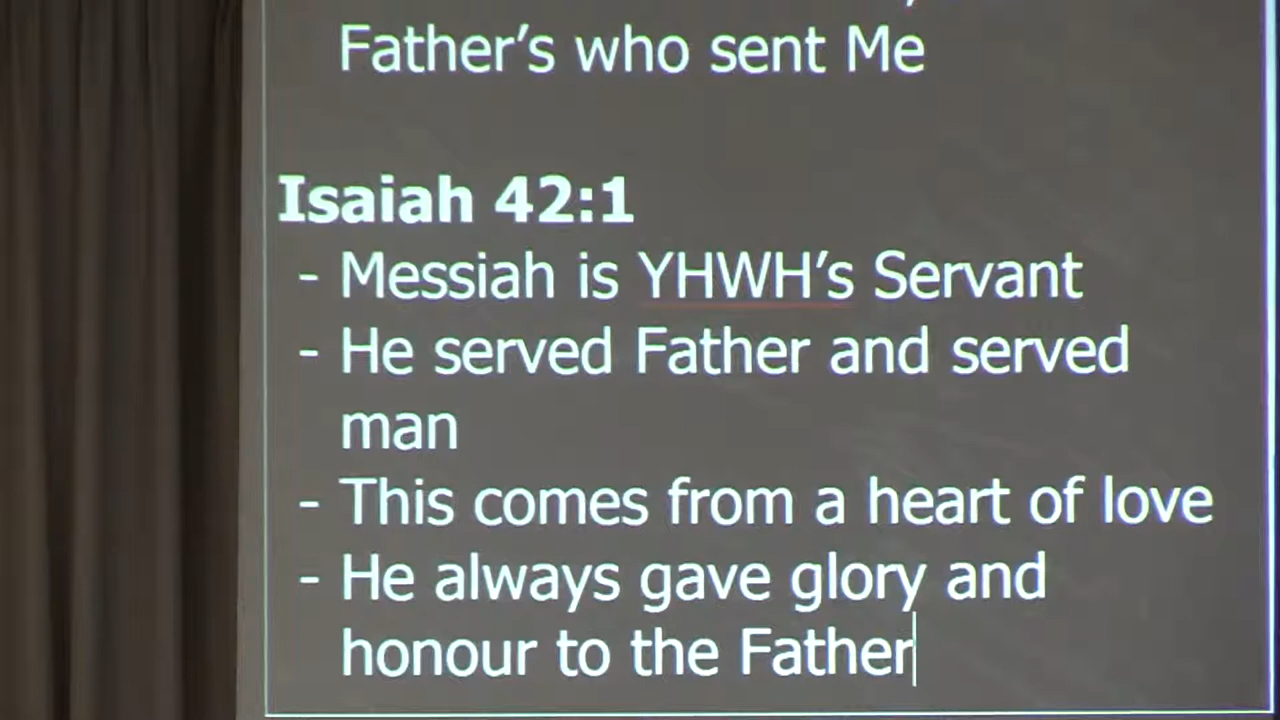 Father's who sent Me
Isaiah 42:1
- Messiah is YHWH's Servant
- He served Father and served
man
- This comes from a heart of love
- He always gave glory and
honour to the Father